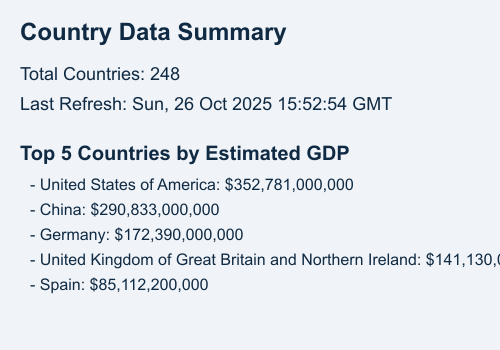 Country Data Summary
Total Countries: 248
Last Refresh: Sun, 26 Oct 2025 15:52:54 GMT
Top 5 Countries by Estimated GDP
- United States of America: $352,781,000,000
- China: $290,833,000,000
- Germany: $172,390,000,000
- United Kingdom of Great Britain and Northern Ireland: $141,130,
- Spain: $85,112,200,000